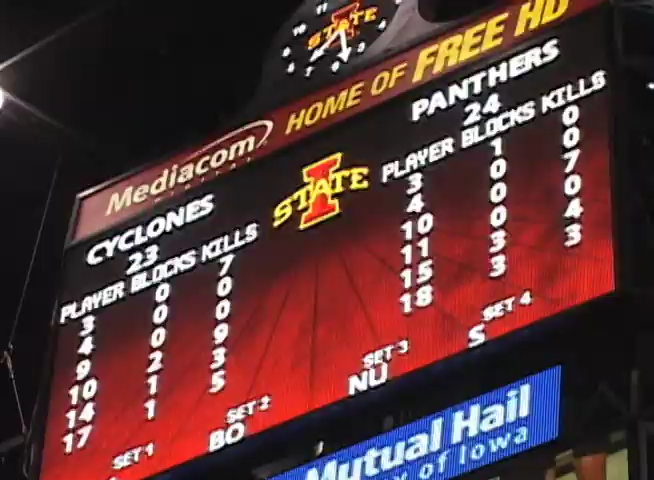 STATE
Mediacom HOME OF FREE HD
DIGITAL
CYCLONES
23
PLAYER BLOCKS KILLS
3 0 7
4 0 0
9 0 0
10 2 9
14 1 3
17 1 5
STATE
PANTHERS
24
PLAYER BLOCKS KILLS
3 1 0
4 0 0
10 0 7
11 0 0
15 3 4
18 3 3
SET 1 SET 2 SET 3 SET 4
BO NU S
Mutual Hail
of Iowa